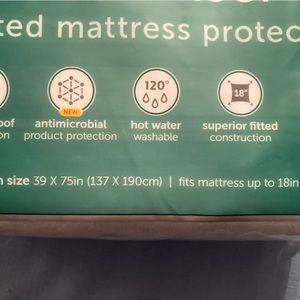 ted mattress protec
120°
18"
NEW!
oof antimicrobial hot water superior fitted
on product protection washable construction
n size 39 X 75in (137 X 190cm) | fits mattress up to 18in